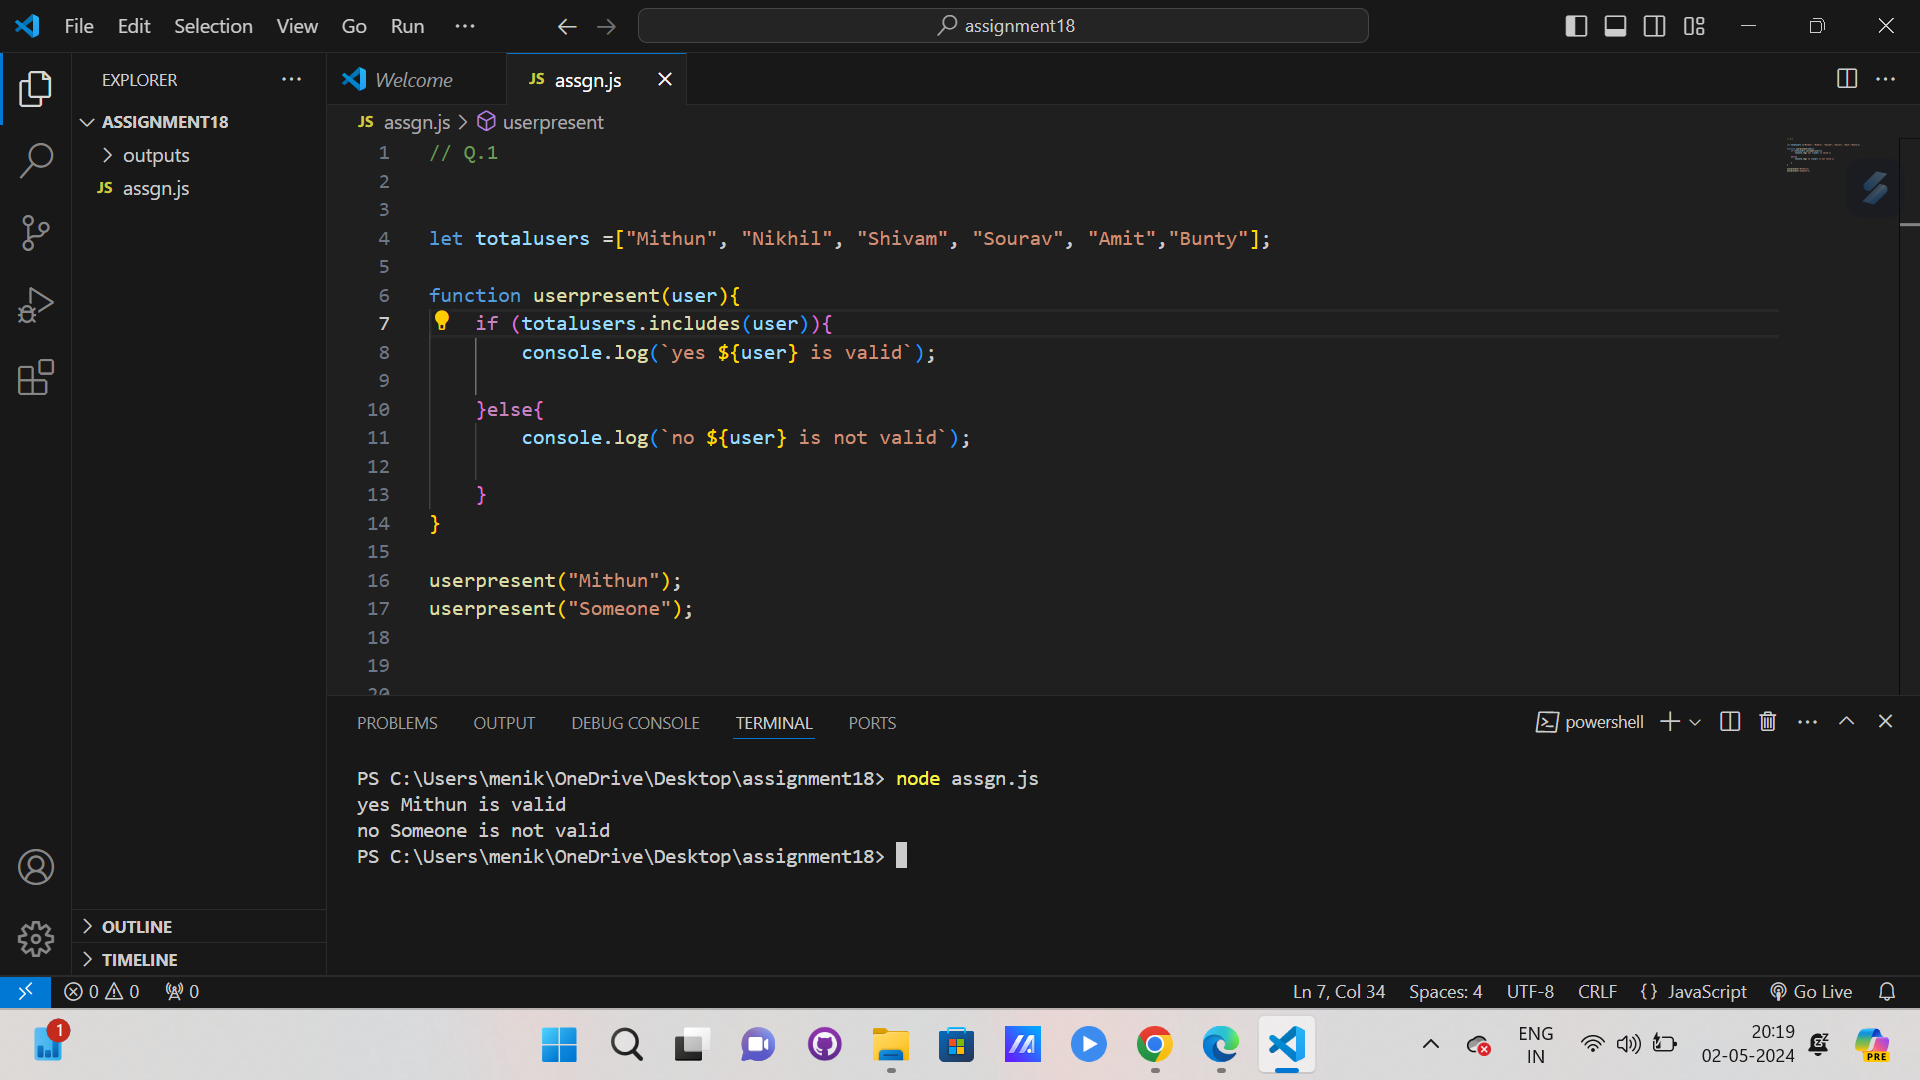 File Edit Selection View Go Run ··· assignment18
EXPLORER ···
Welcome
JS assgn.js
ASSIGNMENT18
outputs
JS assgn.js
JS assgn.js > userpresent
1 // Q.1
2
3
4 let totalusers =["Mithun", "Nikhil", "Shivam", "Sourav", "Amit","Bunty"];
5
6 function userpresent(user){
7 if (totalusers.includes(user)){
8 console.log(`yes ${user} is valid`);
9
10 }else{
11 console.log(`no ${user} is not valid`);
12
13 }
14 }
15
16 userpresent("Mithun");
17 userpresent("Someone");
18
19
20
PROBLEMS OUTPUT DEBUG CONSOLE TERMINAL PORTS
powershell
PS C:\Users\menik\OneDrive\Desktop\assignment18> node assgn.js
yes Mithun is valid
no Someone is not valid
PS C:\Users\menik\OneDrive\Desktop\assignment18>
OUTLINE
TIMELINE
0 0 0
Ln 7, Col 34 Spaces: 4 UTF-8 CRLF {} JavaScript Go Live
1
ENG
IN
20:19
02-05-2024
PRE